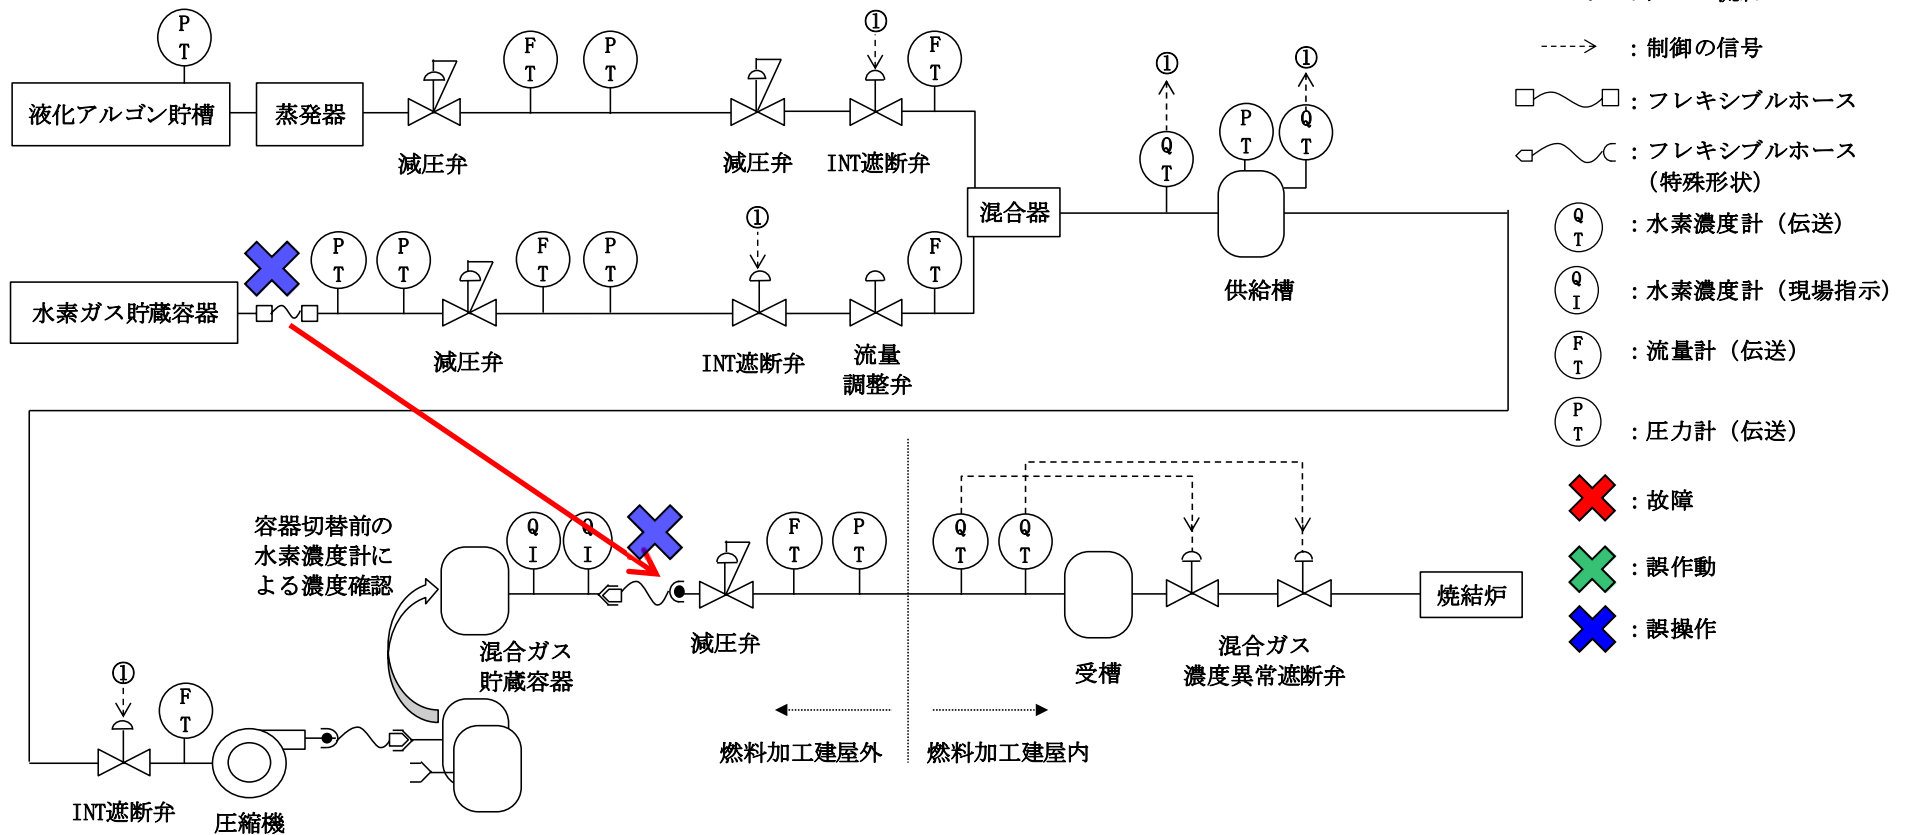 P
T
液化アルゴン貯槽
蒸発器
減圧弁
F
T
P
T
減圧弁
①
INT遮断弁
F
T
水素ガス貯蔵容器
P
T
P
T
減圧弁
F
T
P
T
①
INT遮断弁
流量
調整弁
F
T
混合器
①
Q
T
P
T
①
Q
T
供給槽
①
INT遮断弁
F
T
圧縮機
容器切替前の
水素濃度計に
よる濃度確認
混合ガス
貯蔵容器
Q
I
Q
I
減圧弁
F
T
P
T
燃料加工建屋外
燃料加工建屋内
Q
T
Q
T
受槽
混合ガス
濃度異常遮断弁
焼結炉
：制御の信号
：フレキシブルホース
：フレキシブルホース
（特殊形状）
Q
T
：水素濃度計（伝送）
Q
I
：水素濃度計（現場指示）
F
T
：流量計（伝送）
P
T
：圧力計（伝送）
：故障
：誤作動
：誤操作